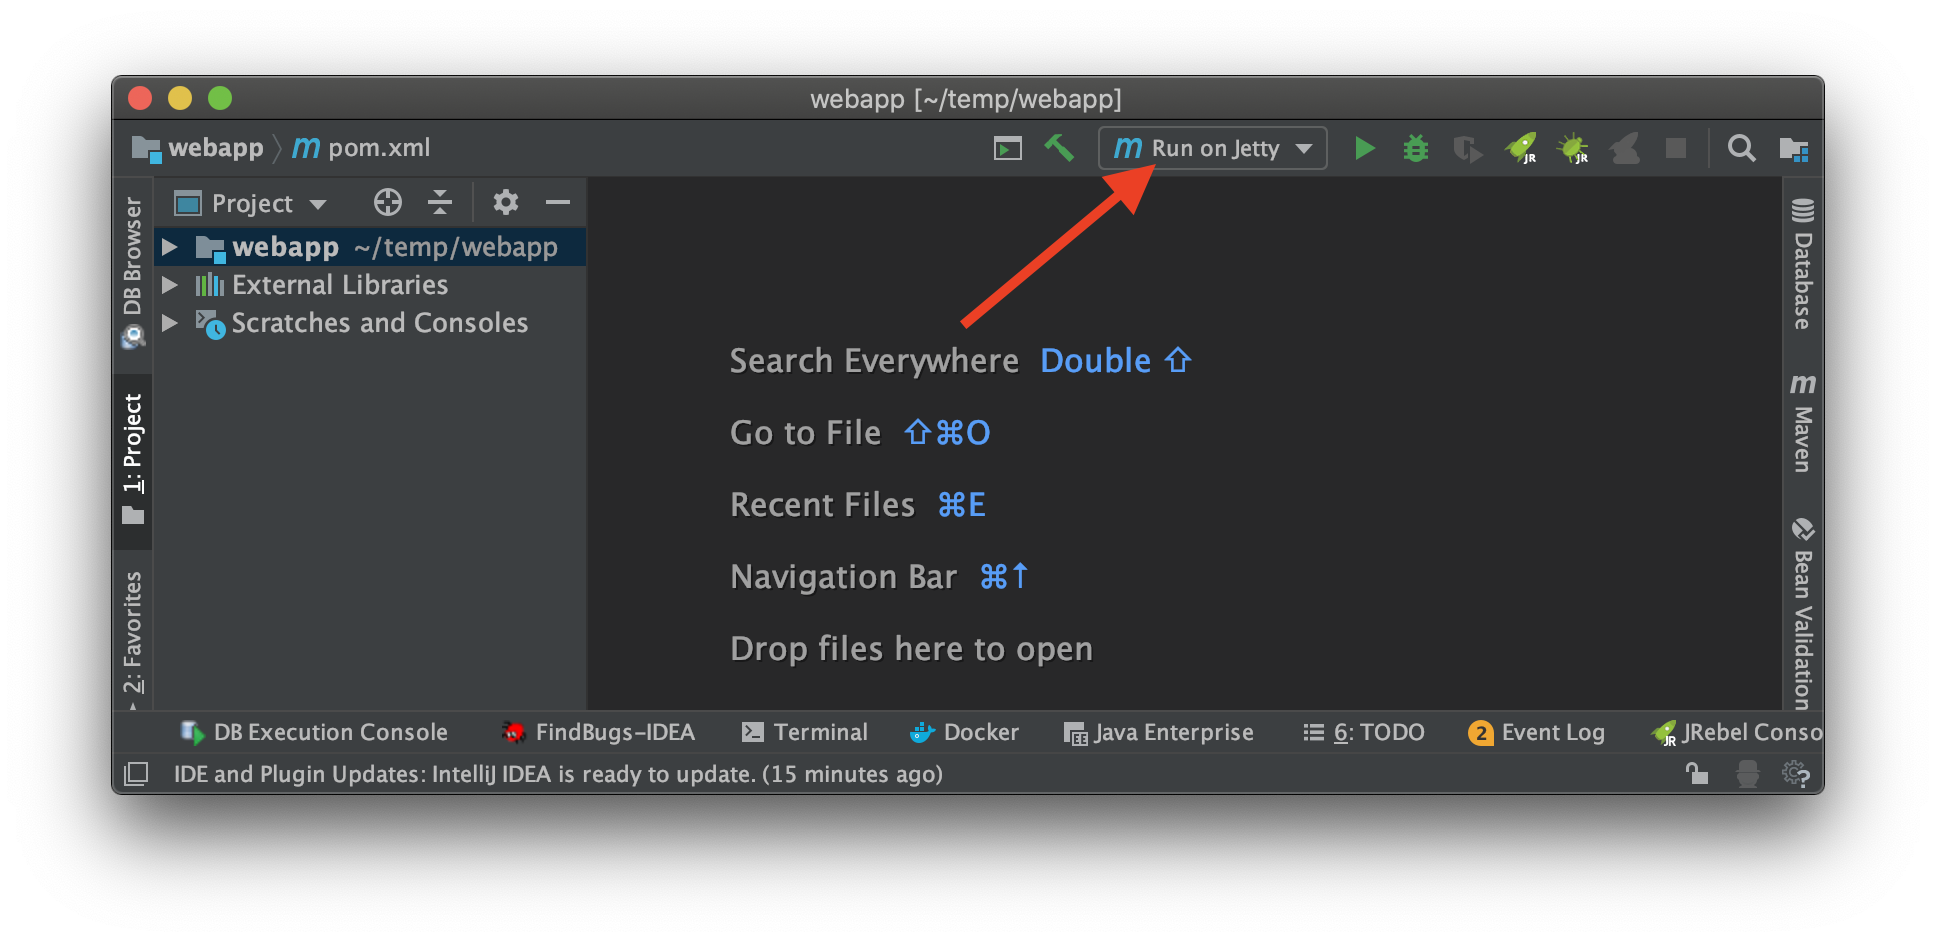 webapp [~/temp/webapp]
webapp
pom.xml
Run on Jetty
JR
JR
Project
webapp ~/temp/webapp
External Libraries
Scratches and Consoles
DB Browser
1: Project
2: Favorites
Search Everywhere Double ⇧
Go to File ⇧⌘O
Recent Files ⌘E
Navigation Bar ⌘↑
Drop files here to open
Database
Maven
Bean Validation
DB Execution Console
FindBugs-IDEA
Terminal
Docker
Java Enterprise
6: TODO
2 Event Log
JR JRebel Conso
IDE and Plugin Updates: IntelliJ IDEA is ready to update. (15 minutes ago)